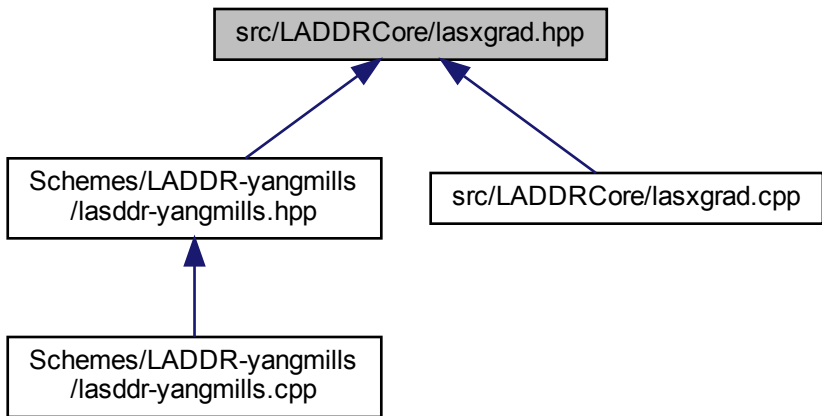 src/LADDRCore/lasxgrad.hpp
Schemes/LADDR-yangmills
/lasddr-yangmills.hpp
src/LADDRCore/lasxgrad.cpp
Schemes/LADDR-yangmills
/lasddr-yangmills.cpp